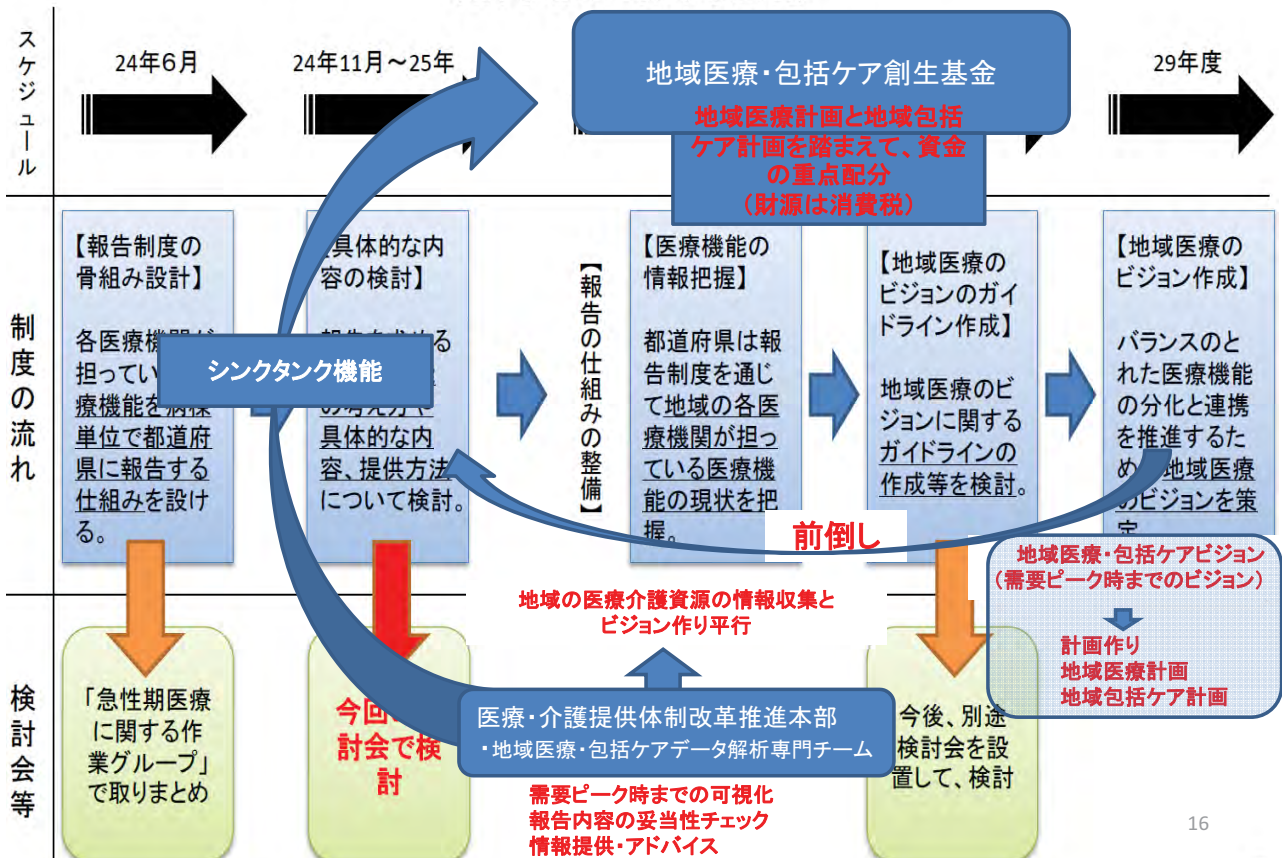 スケジュール
24年6月
24年11月～25年
29年度
地域医療・包括ケア創生基金
地域医療計画と地域包括
ケア計画を踏まえて、資金
の重点配分
（財源は消費税）
制度の流れ
【報告制度の
骨組み設計】
各医療機関が
担ってい
療機能を病棟
単位で都道府
県に報告する
仕組みを設け
る。
具体的な内
容の検討】
報告を求める
の考え方や
具体的な内
容、提供方法
について検討。
シンクタンク機能
【報告の仕組みの整備】
【医療機能の
情報把握】
都道府県は報
告制度を通じ
て地域の各医
療機関が担っ
ている医療機
能の現状を把
握。
【地域医療の
ビジョンのガイ
ドライン作成】
地域医療のビ
ジョンに関する
ガイドラインの
作成等を検討。
【地域医療の
ビジョン作成】
バランスのと
れた医療機能
の分化と連携
を推進するた
め 地域医療
のビジョンを策
定
前倒し
地域医療・包括ケアビジョン
（需要ピーク時までのビジョン）
計画作り
地域医療計画
地域包括ケア計画
地域の医療介護資源の情報収集と
ビジョン作り平行
検討会等
「急性期医療
に関する作
業グループ」
で取りまとめ
今回
討会で検
討
医療・介護提供体制改革推進本部
・地域医療・包括ケアデータ解析専門チーム
需要ピーク時までの可視化
報告内容の妥当性チェック
情報提供・アドバイス
今後、別途
検討会を設
置して、検討
16